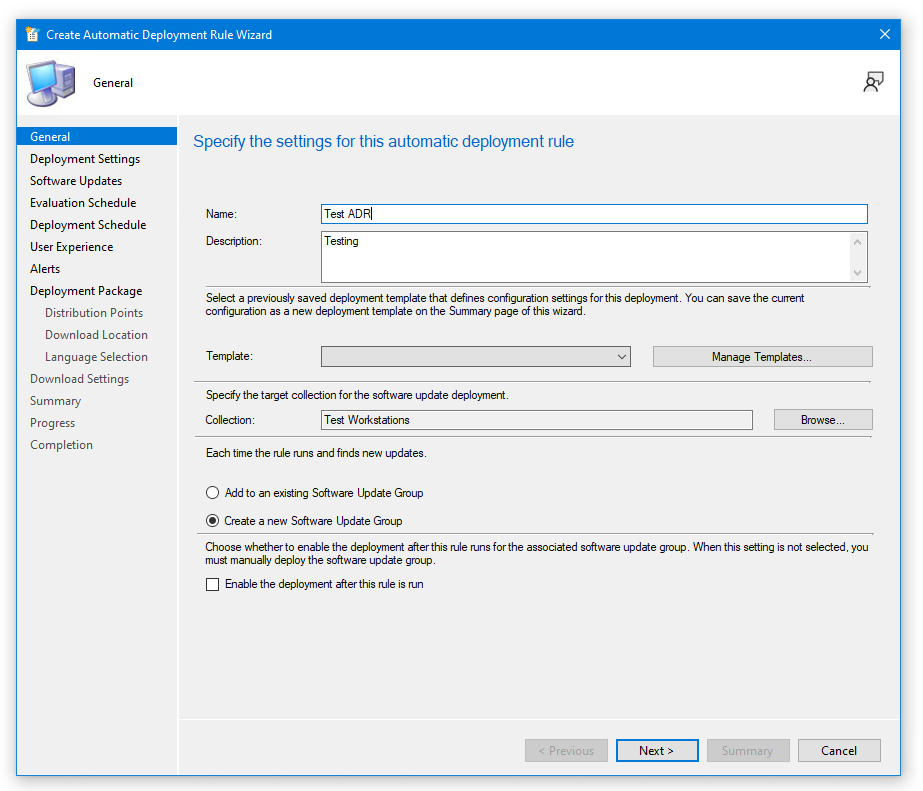 Create Automatic Deployment Rule Wizard
General
General
Deployment Settings
Software Updates
Evaluation Schedule
Deployment Schedule
User Experience
Alerts
Deployment Package
Distribution Points
Download Location
Language Selection
Download Settings
Summary
Progress
Completion
Specify the settings for this automatic deployment rule
Name: Test ADR
Description: Testing
Select a previously saved deployment template that defines configuration settings for this deployment. You can save the current
configuration as a new deployment template on the Summary page of this wizard.
Template: Manage Templates...
Specify the target collection for the software update deployment.
Collection: Test Workstations Browse...
Each time the rule runs and finds new updates.
Add to an existing Software Update Group
Create a new Software Update Group
Choose whether to enable the deployment after this rule runs for the associated software update group. When this setting is not selected, you
must manually deploy the software update group.
Enable the deployment after this rule is run
< Previous Next > Summary Cancel